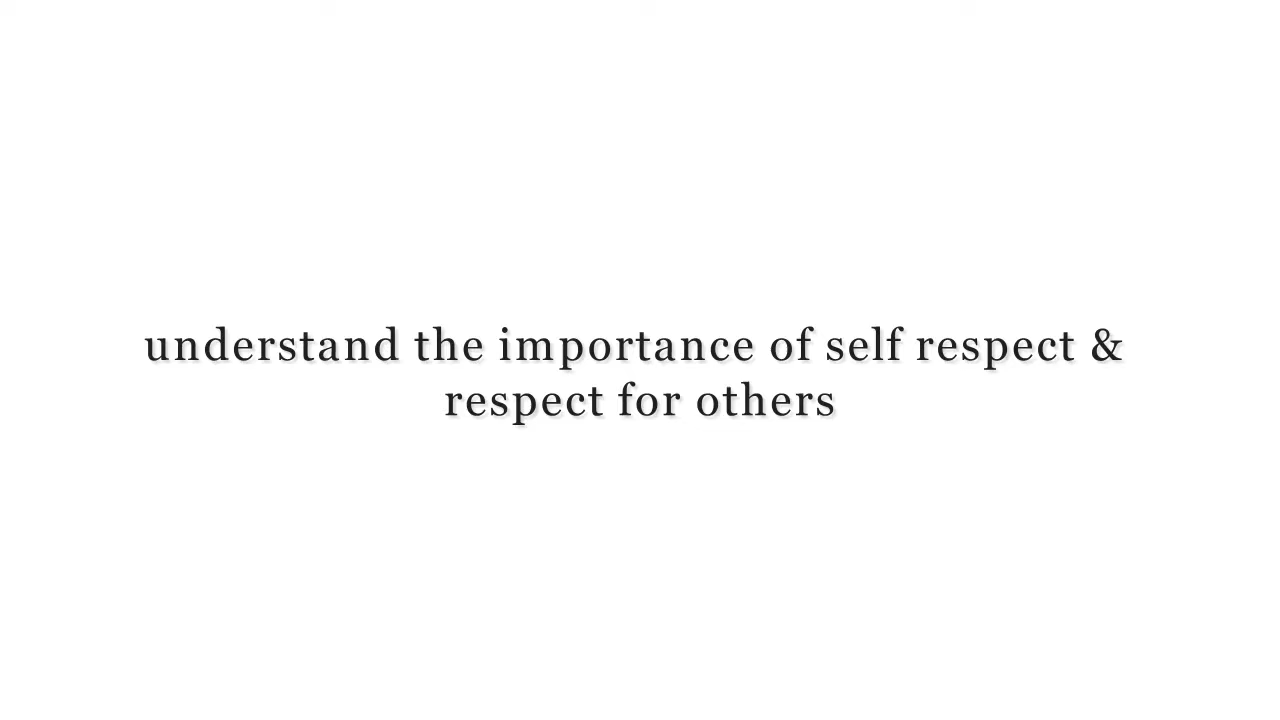 understand the importance of self respect &
respect for others